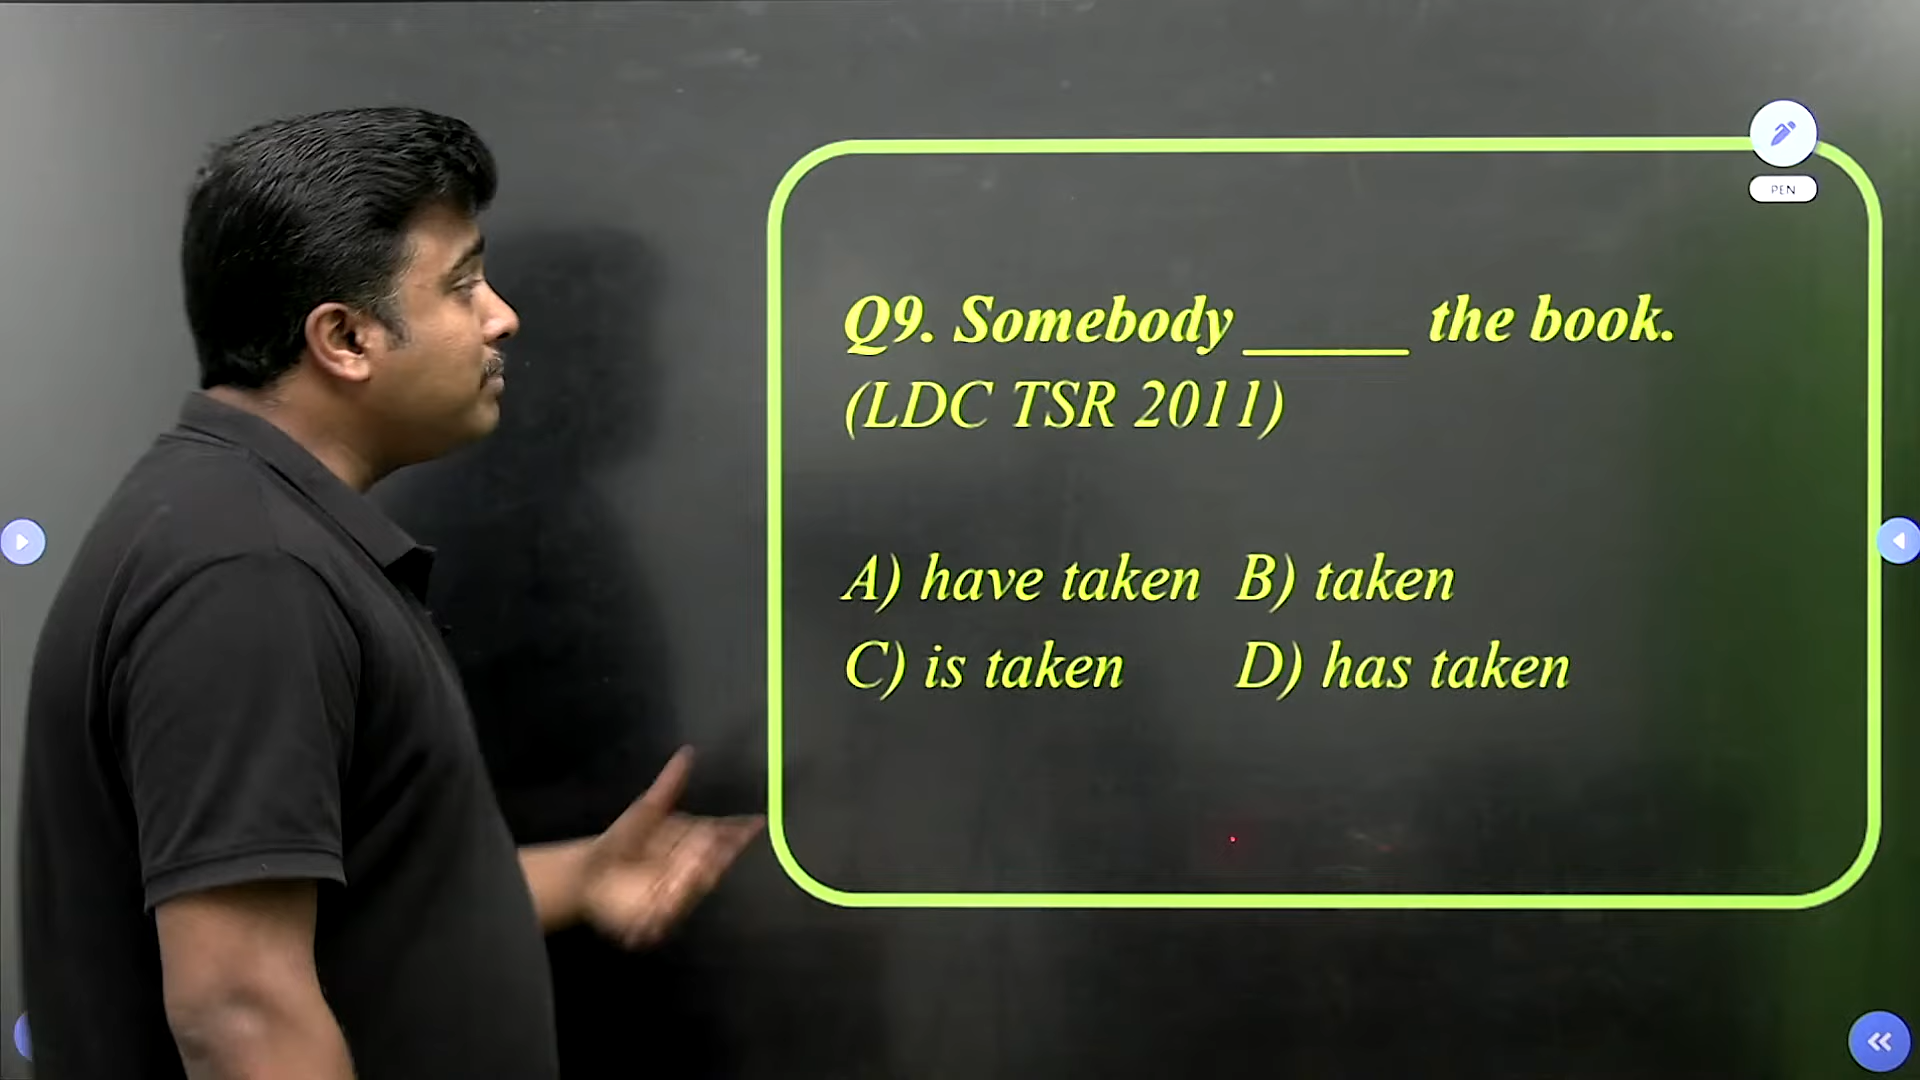 PEN
Q9. Somebody _____ the book.
(LDC TSR 2011)
A) have taken B) taken
C) is taken D) has taken